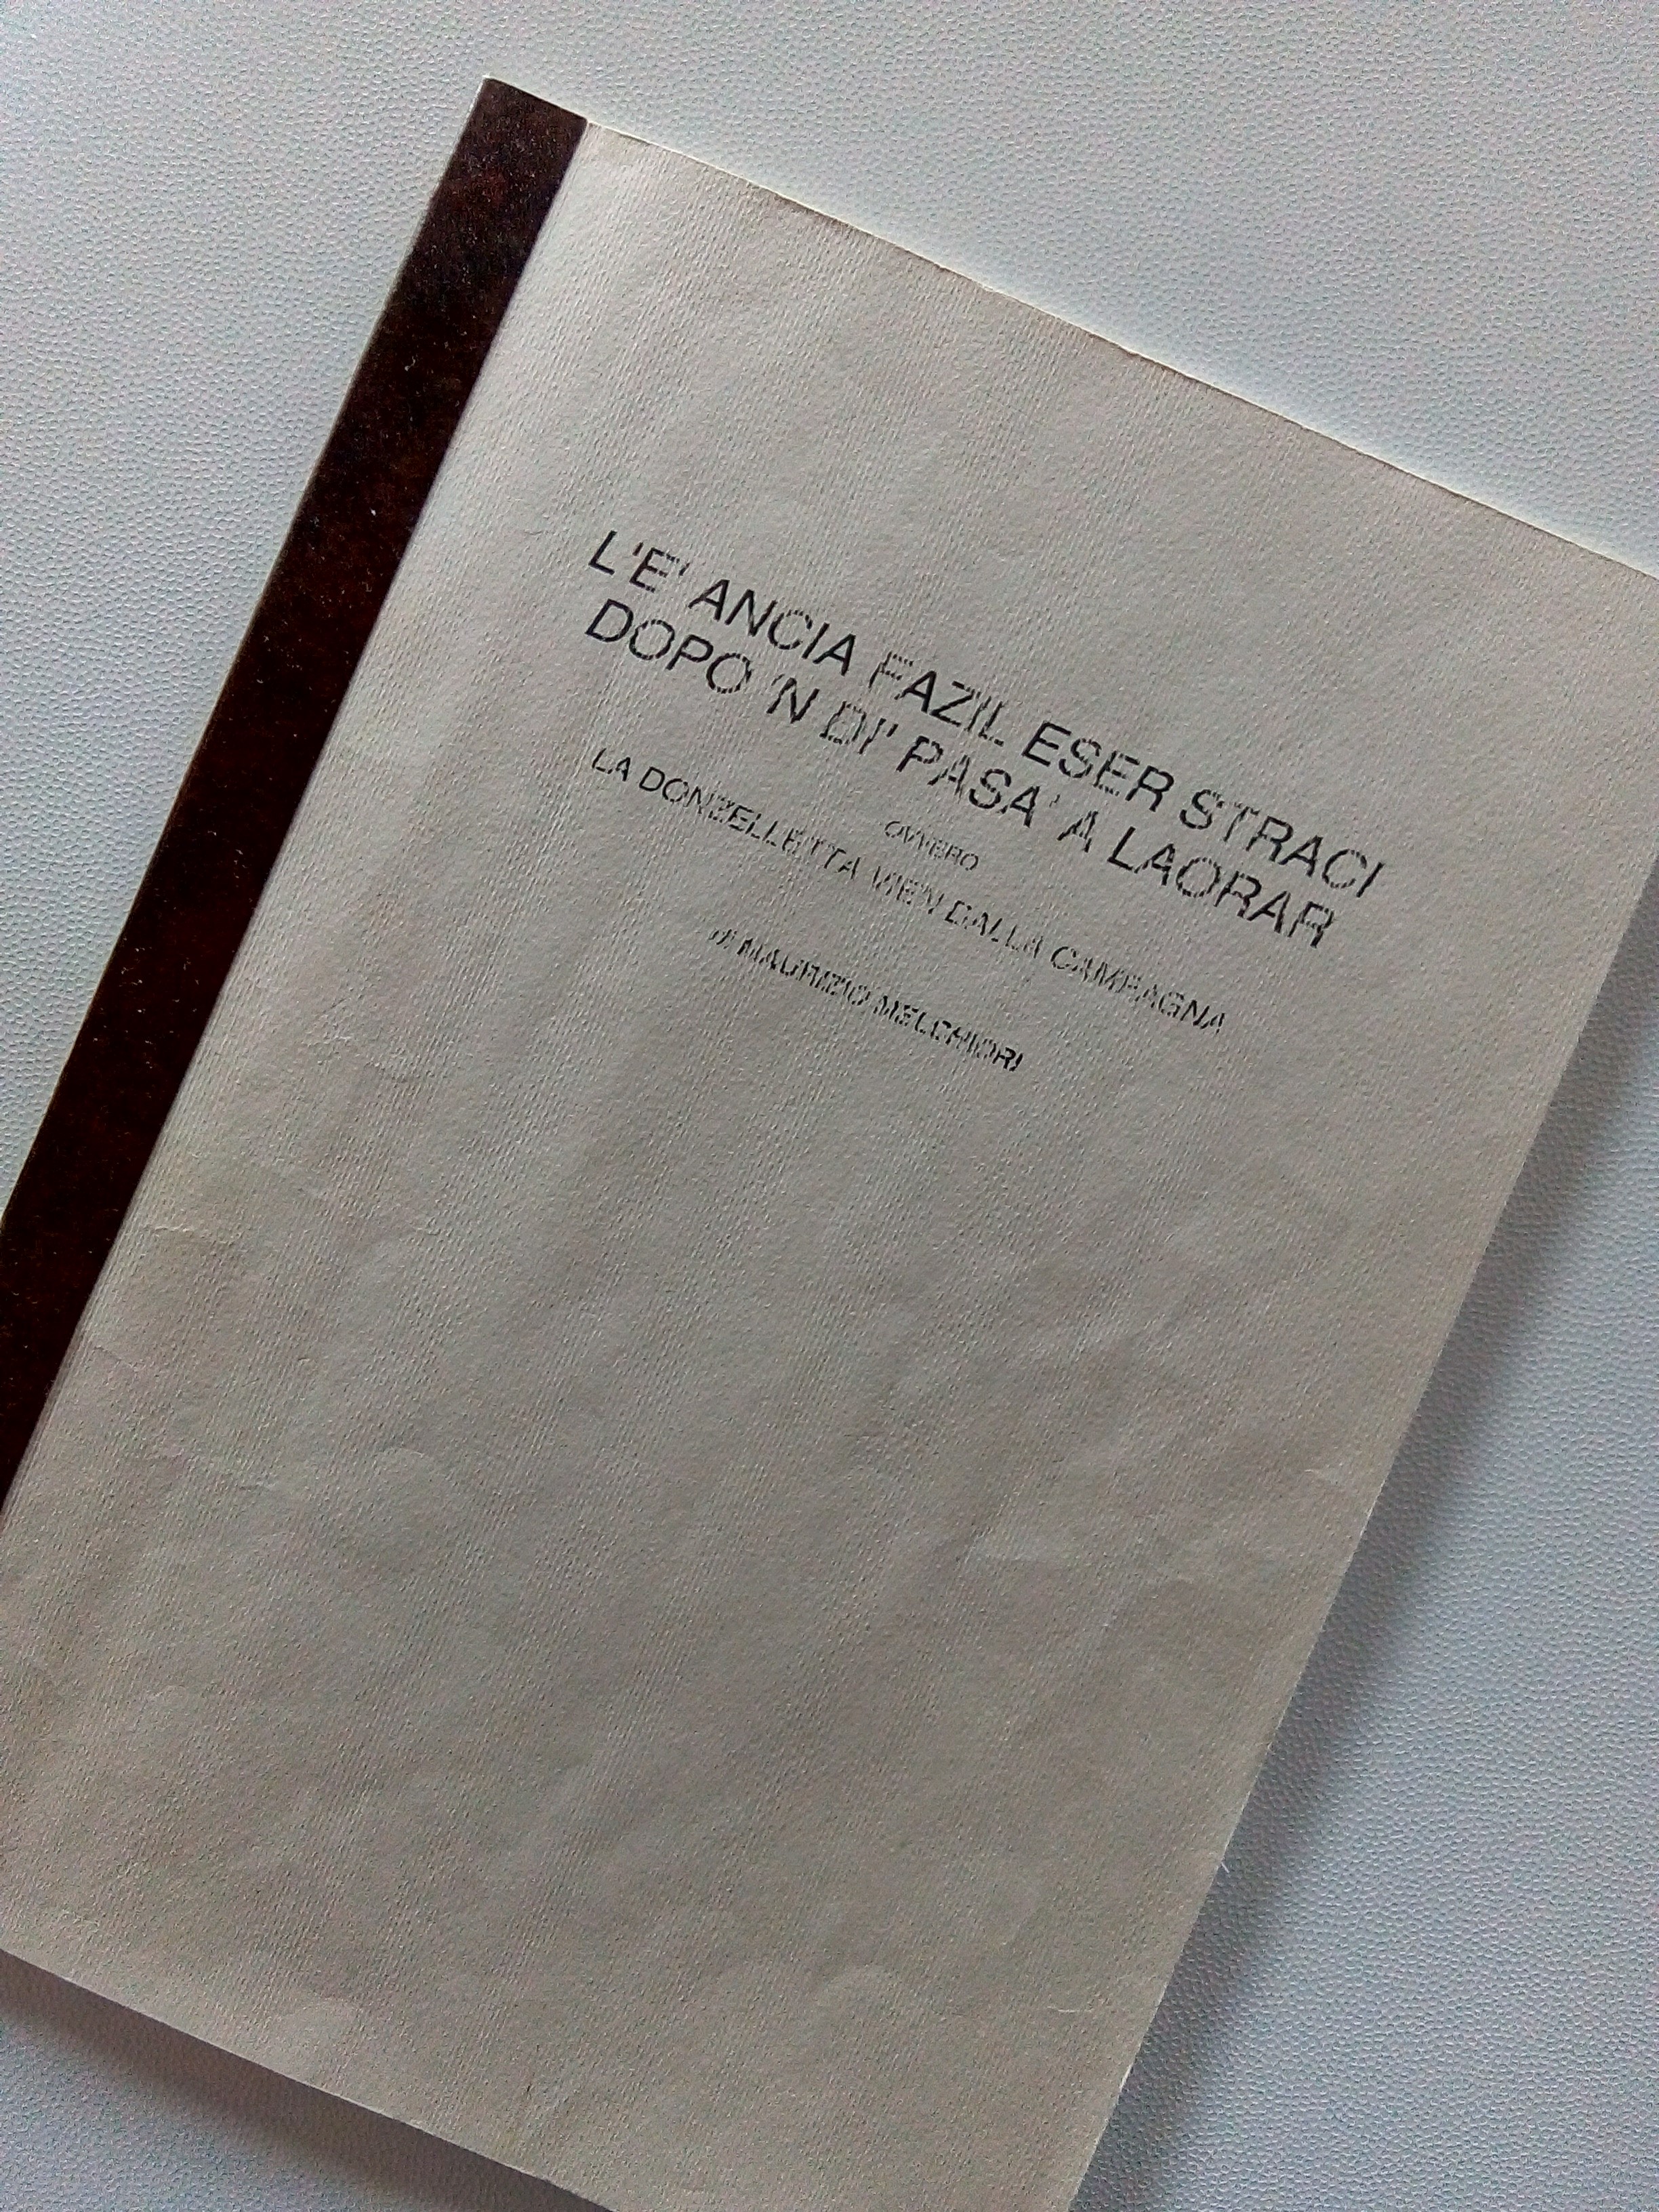 L'E' ANCIA FAZIL ESER STRACI
DOPO 'N DI' PASA' A LAORAR
OVVERO
LA DONZELLETTA VIEN DALLA CAMPAGNA
DI MAURIZIO MELCHIORI